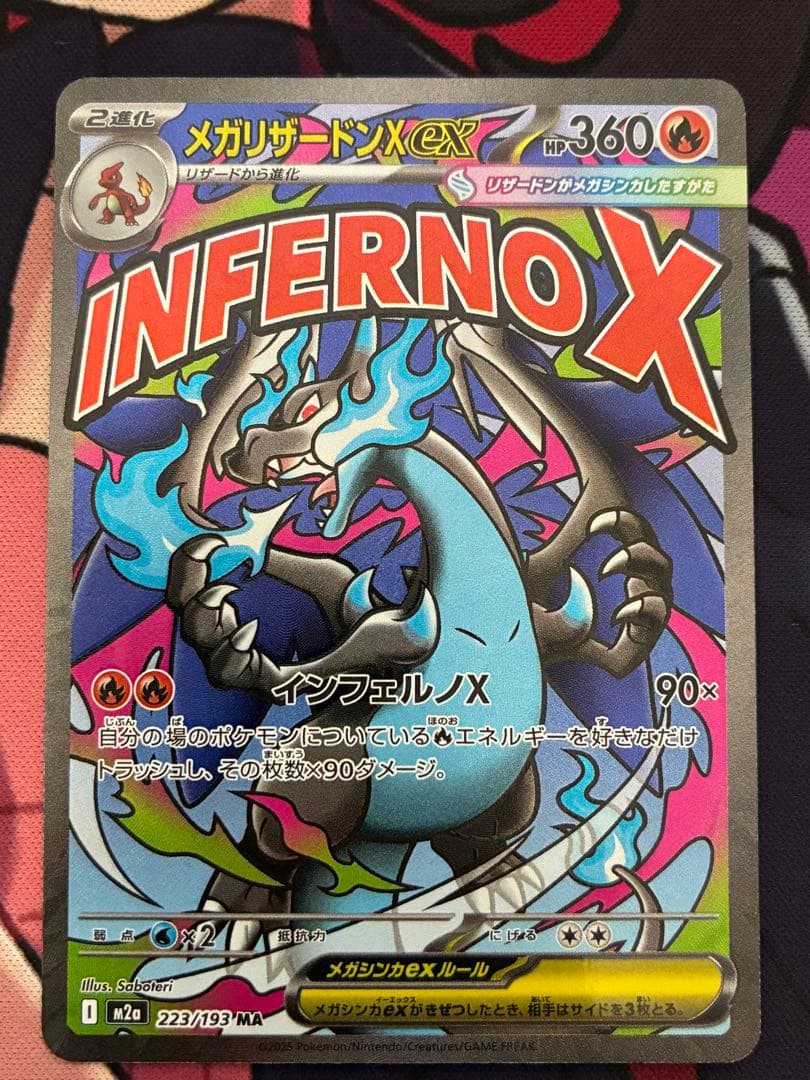 2進化
メガリザードンXex
HP360
リザードから進化
リザードンがメガシンカしたすがた
INFERNO X
インフェルノX 90×
自分の場のポケモンについているエネルギーを好きなだけ
トラッシュし、その枚数×90ダメージ。
弱点 ×2 抵抗力 にげる
メガシンカexルール
メガシンカexがきぜつしたとき、相手はサイドを3枚とる。
Illus. Saboteri
I m2a 223/193 MA
©2025 Pokémon/Nintendo/Creatures/GAME FREAK.